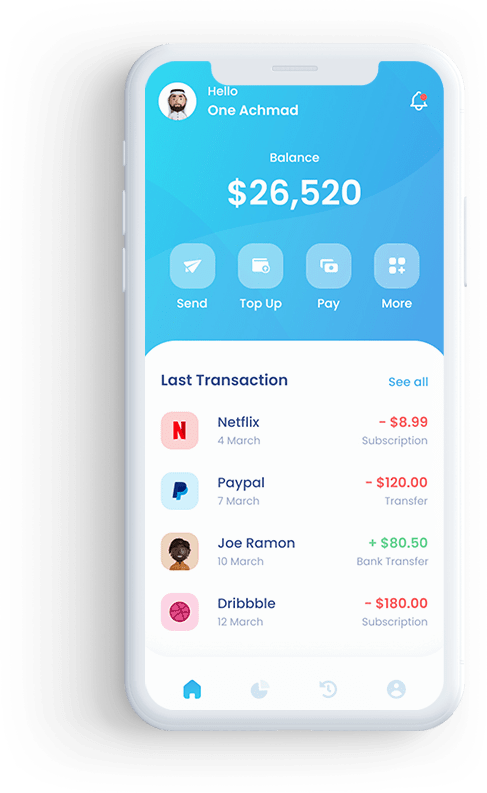 Hello
One Achmad
Balance
$26,520
Send
Top Up
Pay
More
Last Transaction
See all
N
Netflix
- $8.99
4 March
Subscription
Paypal
- $120.00
7 March
Transfer
Joe Ramon
+ $80.50
10 March
Bank Transfer
Dribbble
- $180.00
12 March
Subscription